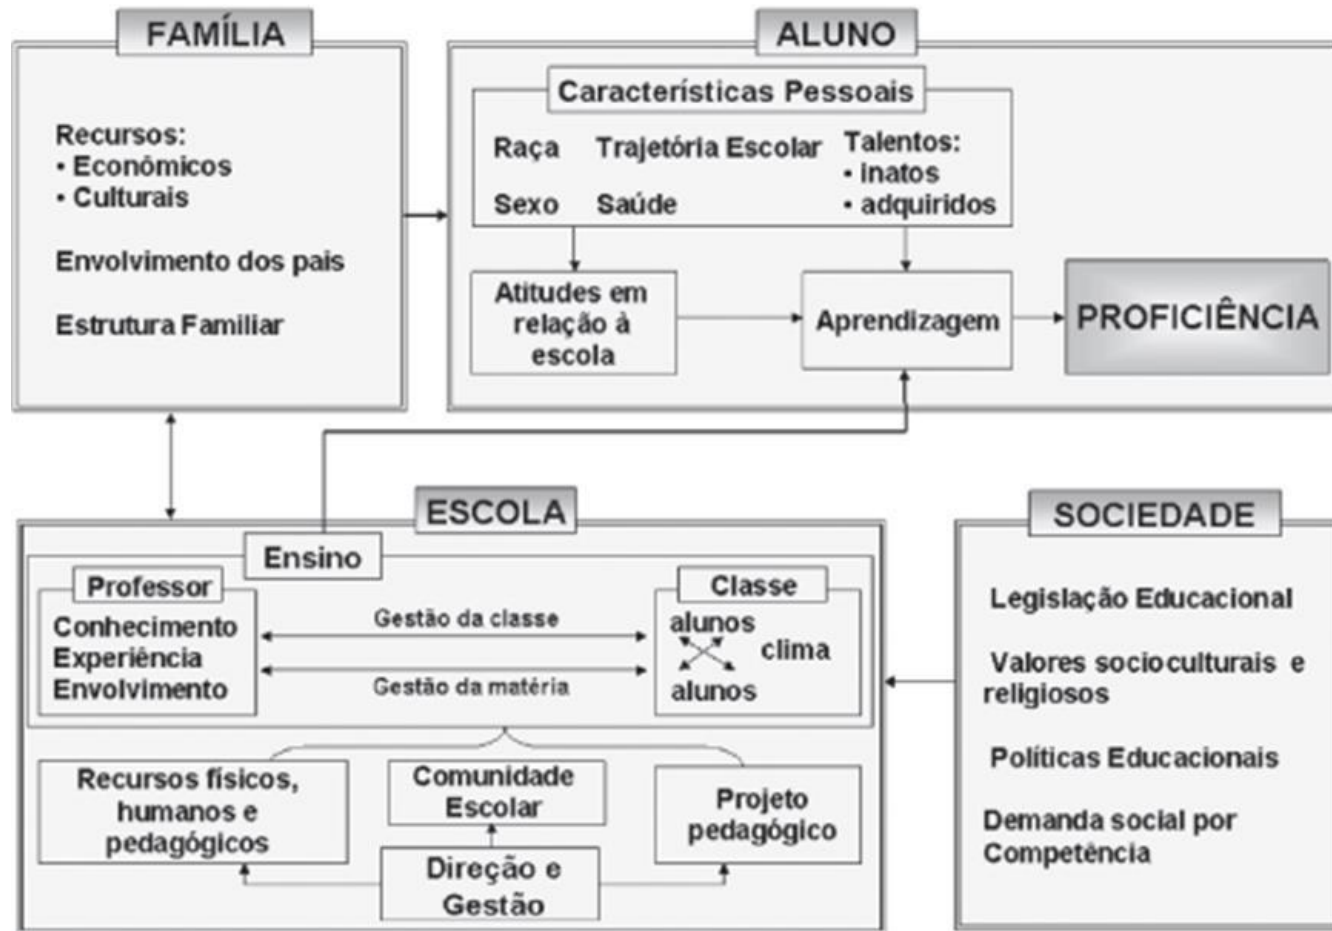 FAMÍLIA
Recursos:
• Econômicos
• Culturais
Envolvimento dos pais
Estrutura Familiar
ALUNO
Características Pessoais
Raça
Trajetória Escolar
Sexo
Saúde
Talentos:
• inatos
• adquiridos
Atitudes em
relação à
escola
Aprendizagem
PROFICIÊNCIA
ESCOLA
Ensino
Professor
Conhecimento
Experiência
Envolvimento
Gestão da classe
Gestão da matéria
Classe
alunos
clima
alunos
Recursos físicos,
humanos e
pedagógicos
Comunidade
Escolar
Projeto
pedagógico
Direção e
Gestão
SOCIEDADE
Legislação Educacional
Valores socioculturais e
religiosos
Políticas Educacionais
Demanda social por
Competência